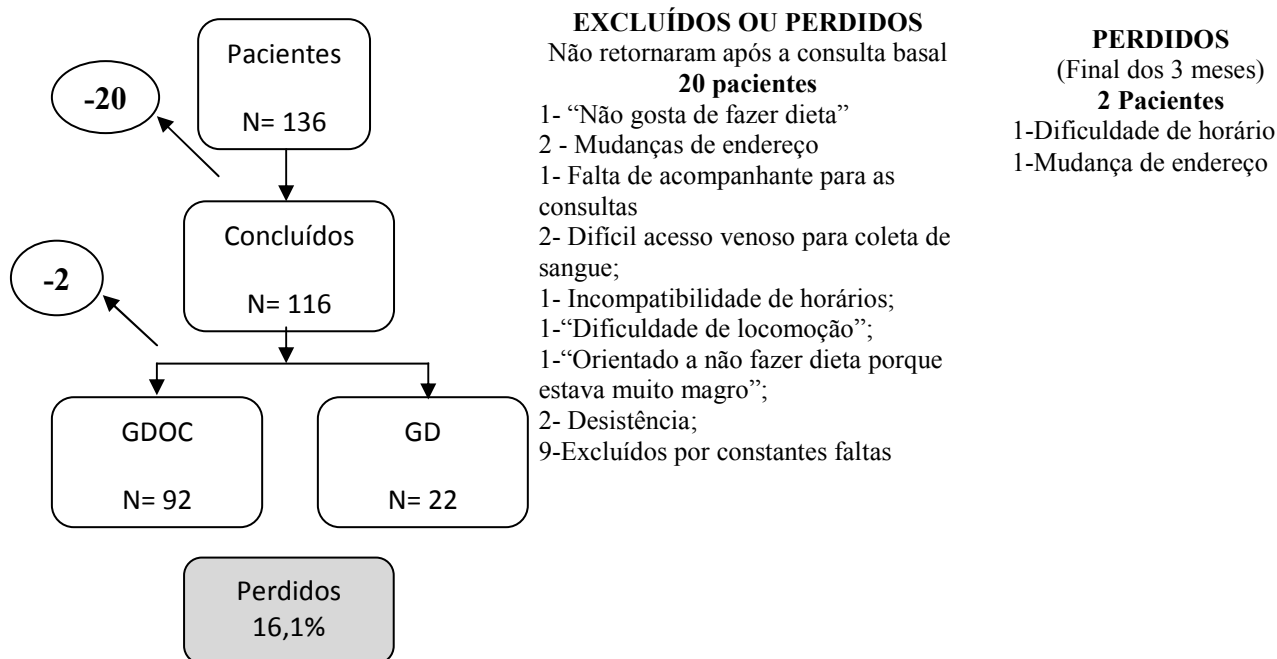 Pacientes
N= 136
-20
Concluídos
N= 116
-2
GDOC
N= 92
GD
N= 22
Perdidos
16,1%
EXCLUÍDOS OU PERDIDOS
Não retornaram após a consulta basal
20 pacientes
1- “Não gosta de fazer dieta”
2 - Mudanças de endereço
1- Falta de acompanhante para as
consultas
2- Difícil acesso venoso para coleta de
sangue;
1- Incompatibilidade de horários;
1-“Dificuldade de locomoção”;
1-“Orientado a não fazer dieta porque
estava muito magro”;
2- Desistência;
9-Excluídos por constantes faltas
PERDIDOS
(Final dos 3 meses)
2 Pacientes
1-Dificuldade de horário
1-Mudança de endereço